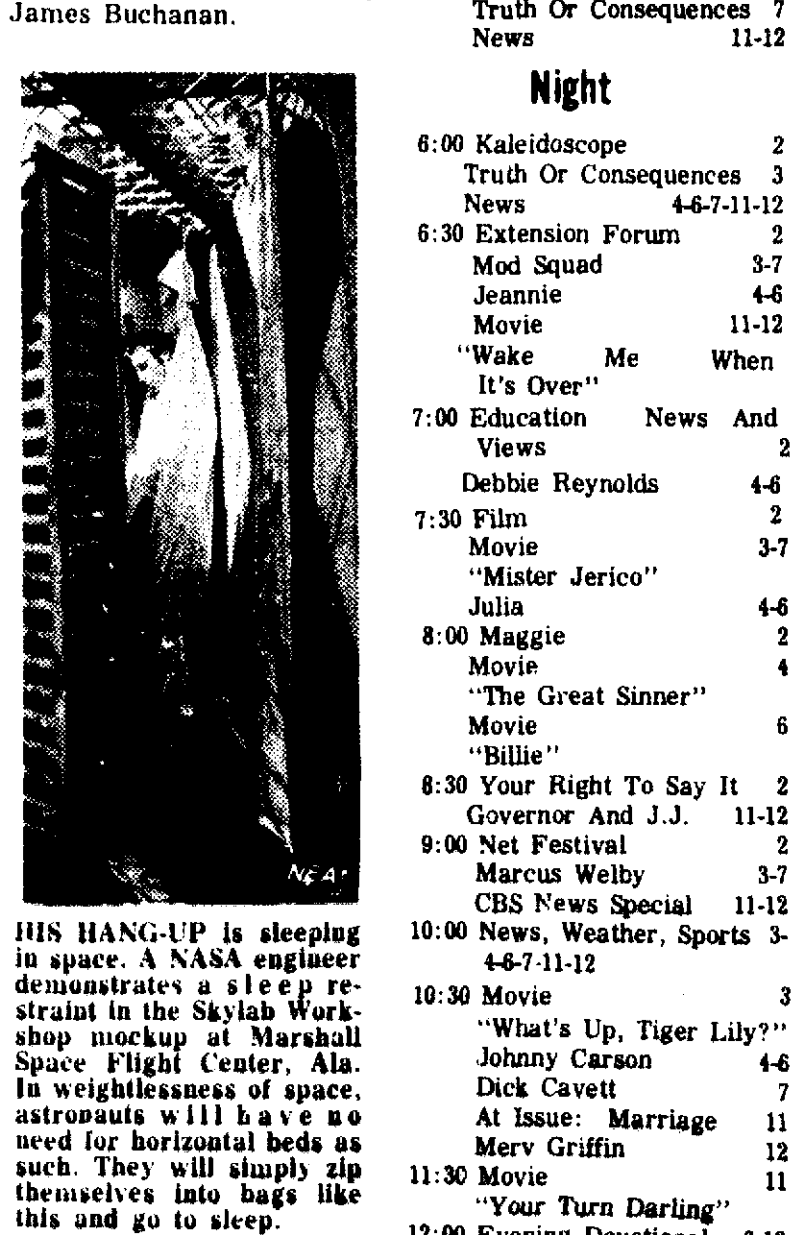 James Buchanan.
NEA
HIS HANG-UP is sleeping
in space. A NASA engineer
demonstrates a sleep re-
straint in the Skylab Work-
shop mockup at Marshall
Space Flight Center, Ala.
In weightlessness of space,
astronauts will have no
need for horizontal beds as
such. They will simply zip
themselves into bags like
this and go to sleep.
Truth Or Consequences 7
News 11-12
Night
6:00 Kaleidoscope 2
Truth Or Consequences 3
News 4-6-7-11-12
6:30 Extension Forum 2
Mod Squad 3-7
Jeannie 4-6
Movie 11-12
"Wake Me When
It's Over"
7:00 Education News And
Views 2
Debbie Reynolds 4-6
7:30 Film 2
Movie 3-7
"Mister Jerico"
Julia 4-6
8:00 Maggie 2
Movie 4
"The Great Sinner"
Movie 6
"Billie"
8:30 Your Right To Say It 2
Governor And J.J. 11-12
9:00 Net Festival 2
Marcus Welby 3-7
CBS News Special 11-12
10:00 News, Weather, Sports 3-
4-6-7-11-12
10:30 Movie 3
"What's Up, Tiger Lily?"
Johnny Carson 4-6
Dick Cavett 7
At Issue: Marriage 11
Merv Griffin 12
11:30 Movie 11
"Your Turn Darling"
12:00 Evening Devotional